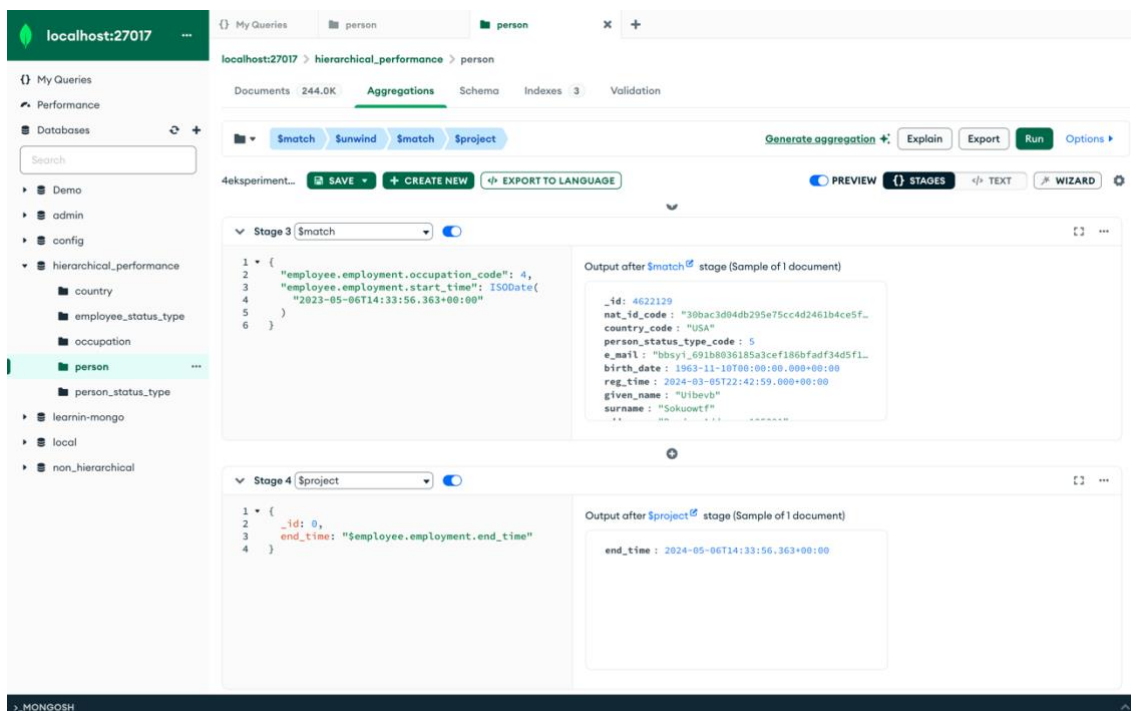 localhost:27017 ...
{} My Queries
Performance
Databases
Search
Demo
admin
config
hierarchical_performance
country
employee_status_type
occupation
person ...
person_status_type
learnin-mongo
local
non_hierarchical
{} My Queries
person
person
localhost:27017 > hierarchical_performance > person
Documents 244.0K Aggregations Schema Indexes 3 Validation
$match $unwind $match $project
Generate aggregation Explain Export Run Options
4eksperiment... SAVE + CREATE NEW </> EXPORT TO LANGUAGE
PREVIEW {} STAGES </> TEXT WIZARD
Stage 3 $match
1 {
2 "employee.employment.occupation_code": 4,
3 "employee.employment.start_time": ISODate(
4 "2023-05-06T14:33:56.363+00:00"
5 )
6 }
Output after $match stage (Sample of 1 document)
_id: 4622129
nat_id_code : "30bac3d04db295e75cc4d2461b4ce5f…
country_code : "USA"
person_status_type_code : 5
e_mail : "bbsyi_691b8036185a3cef186bfadf34d5f1…
birth_date : 1963-11-10T00:00:00.000+00:00
reg_time : 2024-03-05T22:42:59.000+00:00
given_name : "Uibevb"
surname : "Sokuowtf"
Stage 4 $project
1 {
2 _id: 0,
3 end_time: "$employee.employment.end_time"
4 }
Output after $project stage (Sample of 1 document)
end_time : 2024-05-06T14:33:56.363+00:00
>_MONGOSH